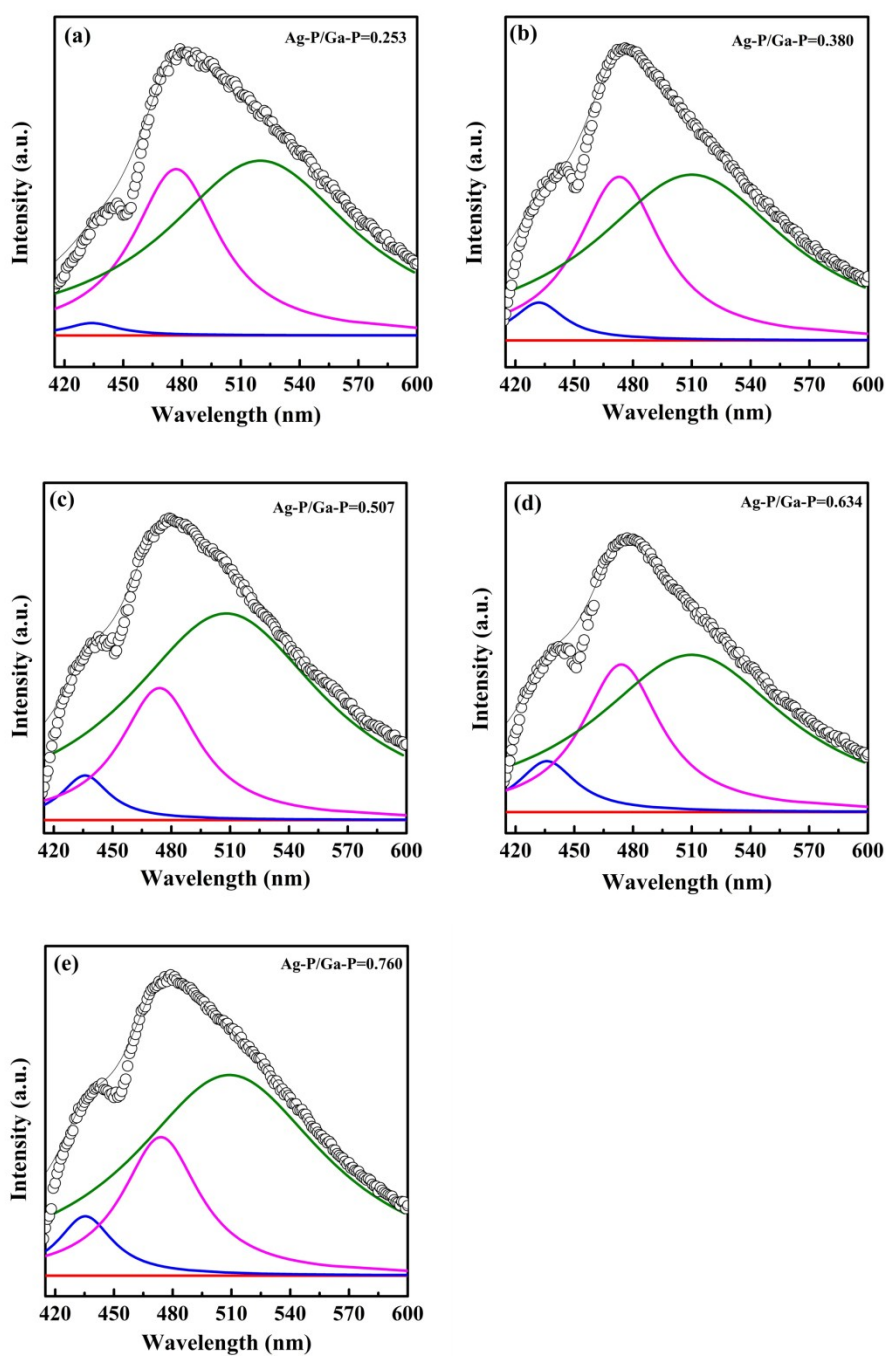 (a)
Ag-P/Ga-P=0.253
Intensity (a.u.)
420 450 480 510 540 570 600
Wavelength (nm)
(b)
Ag-P/Ga-P=0.380
Intensity (a.u.)
420 450 480 510 540 570 600
Wavelength (nm)
(c)
Ag-P/Ga-P=0.507
Intensity (a.u.)
420 450 480 510 540 570 600
Wavelength (nm)
(d)
Ag-P/Ga-P=0.634
Intensity (a.u.)
420 450 480 510 540 570 600
Wavelength (nm)
(e)
Ag-P/Ga-P=0.760
Intensity (a.u.)
420 450 480 510 540 570 600
Wavelength (nm)